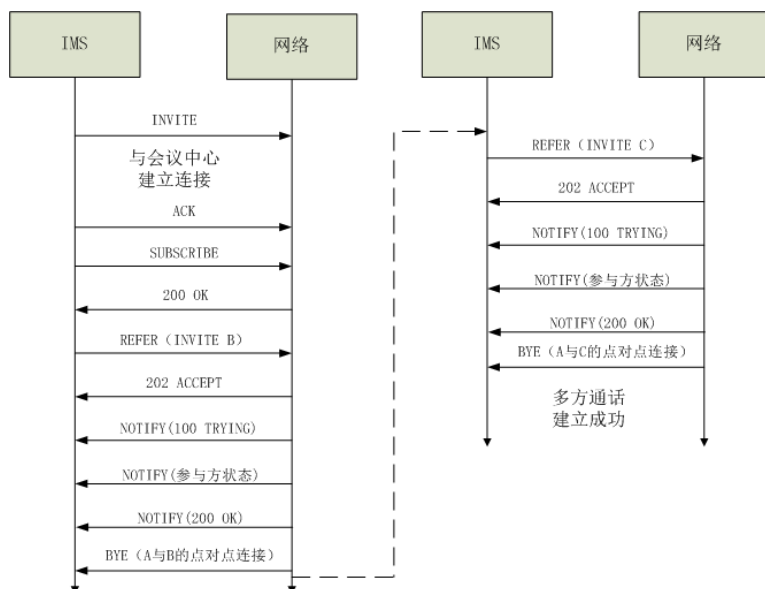 IMS
网络
INVITE
与会议中心
建立连接
ACK
SUBSCRIBE
200 OK
REFER（INVITE B）
202 ACCEPT
NOTIFY(100 TRYING)
NOTIFY(参与方状态)
NOTIFY(200 OK)
BYE（A与B的点对点连接）
IMS
网络
REFER（INVITE C）
202 ACCEPT
NOTIFY(100 TRYING)
NOTIFY(参与方状态)
NOTIFY(200 OK)
BYE（A与C的点对点连接）
多方通话
建立成功